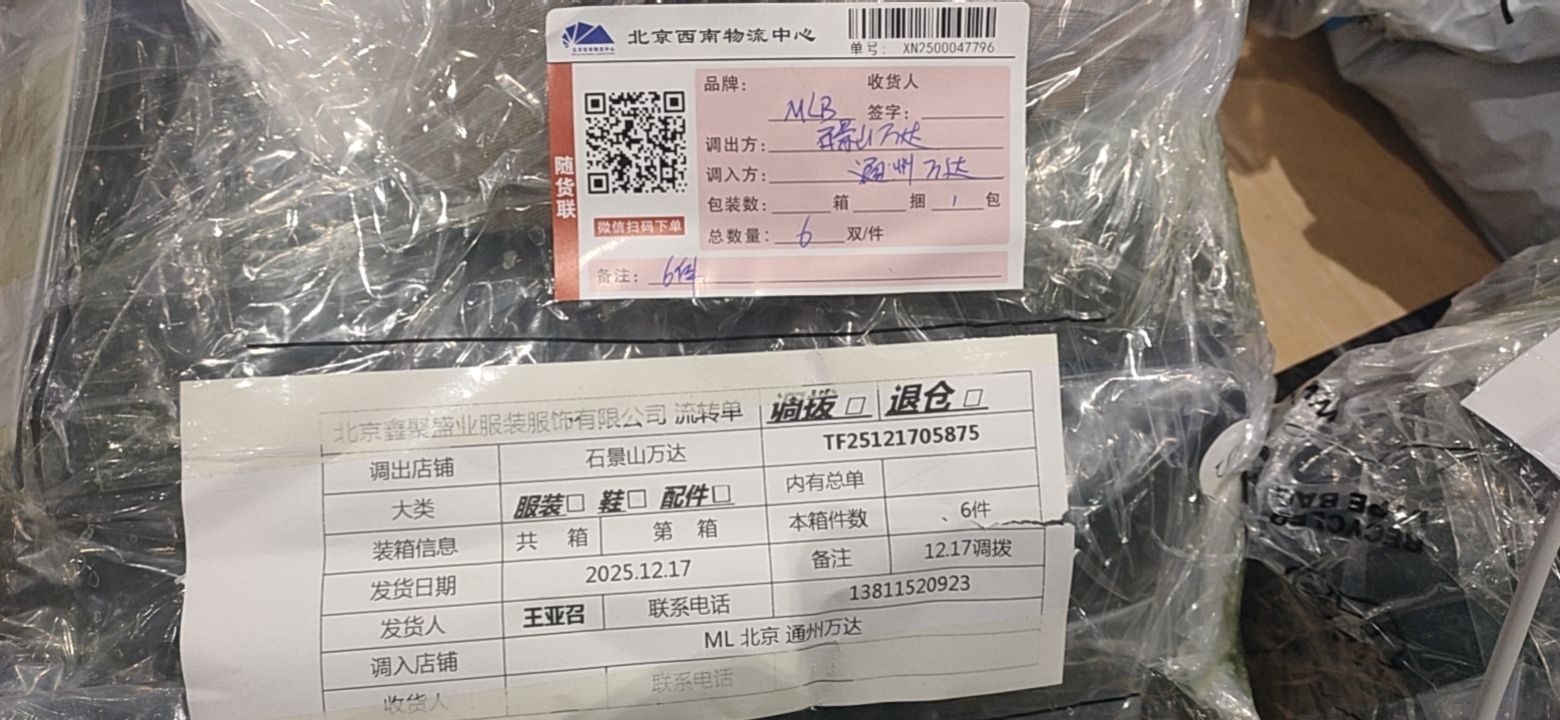 北京西南物流中心
单号: XN2500047796
随货联
微信扫码下单
品牌: MLB 收货人
签字:
调出方: 石景山万达
调入方: 通州万达
包装数: 箱 捆 1 包
总数量: 6 双/件
备注: 6件
北京鑫聚盛业服装服饰有限公司 流转单 调拨□ 退仓□
调出店铺 石景山万达 TF25121705875
大类 服装□ 鞋□ 配件□ 内有总单
装箱信息 共 箱 第 箱 本箱件数 、6件
发货日期 2025.12.17 备注 12.17调拨
发货人 王亚召 联系电话 13811520923
调入店铺 ML 北京 通州万达
收货人 联系电话